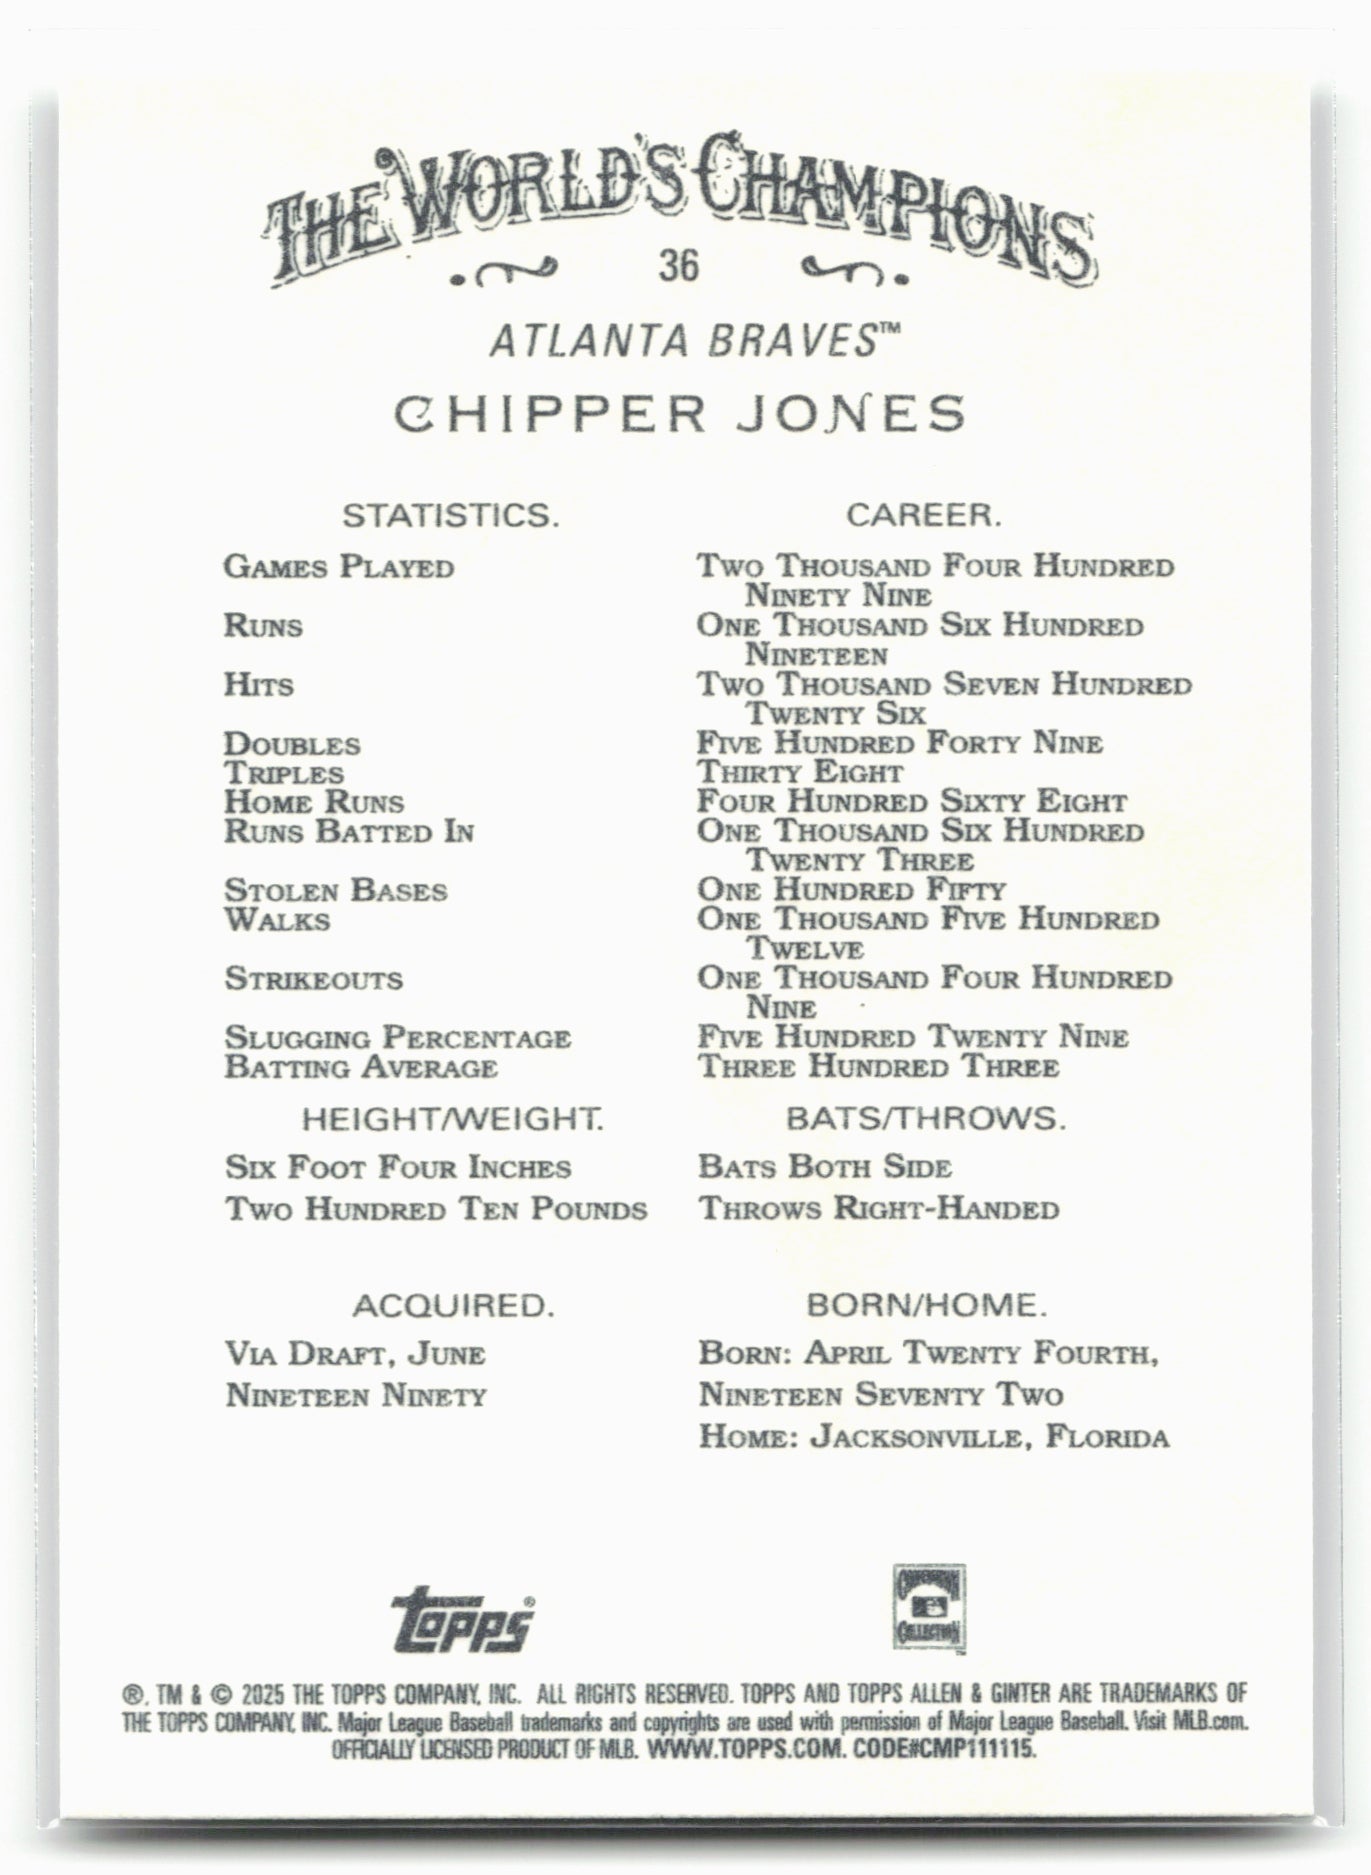 THE WORLD'S CHAMPIONS
36
ATLANTA BRAVES™
CHIPPER JONES
STATISTICS. CAREER.
GAMES PLAYED TWO THOUSAND FOUR HUNDRED
NINETY NINE
RUNS ONE THOUSAND SIX HUNDRED
NINETEEN
HITS TWO THOUSAND SEVEN HUNDRED
TWENTY SIX
DOUBLES FIVE HUNDRED FORTY NINE
TRIPLES THIRTY EIGHT
HOME RUNS FOUR HUNDRED SIXTY EIGHT
RUNS BATTED IN ONE THOUSAND SIX HUNDRED
TWENTY THREE
STOLEN BASES ONE HUNDRED FIFTY
WALKS ONE THOUSAND FIVE HUNDRED
TWELVE
STRIKEOUTS ONE THOUSAND FOUR HUNDRED
NINE
SLUGGING PERCENTAGE FIVE HUNDRED TWENTY NINE
BATTING AVERAGE THREE HUNDRED THREE
HEIGHT/WEIGHT. BATS/THROWS.
SIX FOOT FOUR INCHES BATS BOTH SIDE
TWO HUNDRED TEN POUNDS THROWS RIGHT-HANDED
ACQUIRED. BORN/HOME.
VIA DRAFT, JUNE BORN: APRIL TWENTY FOURTH,
NINETEEN NINETY NINETEEN SEVENTY TWO
HOME: JACKSONVILLE, FLORIDA
topps®
COOPERSTOWN
COLLECTION™
®, TM & © 2025 THE TOPPS COMPANY, INC. ALL RIGHTS RESERVED. TOPPS AND TOPPS ALLEN & GINTER ARE TRADEMARKS OF
THE TOPPS COMPANY, INC. Major League Baseball trademarks and copyrights are used with permission of Major League Baseball. Visit MLB.com.
OFFICIALLY LICENSED PRODUCT OF MLB. WWW.TOPPS.COM. CODE#CMP111115.